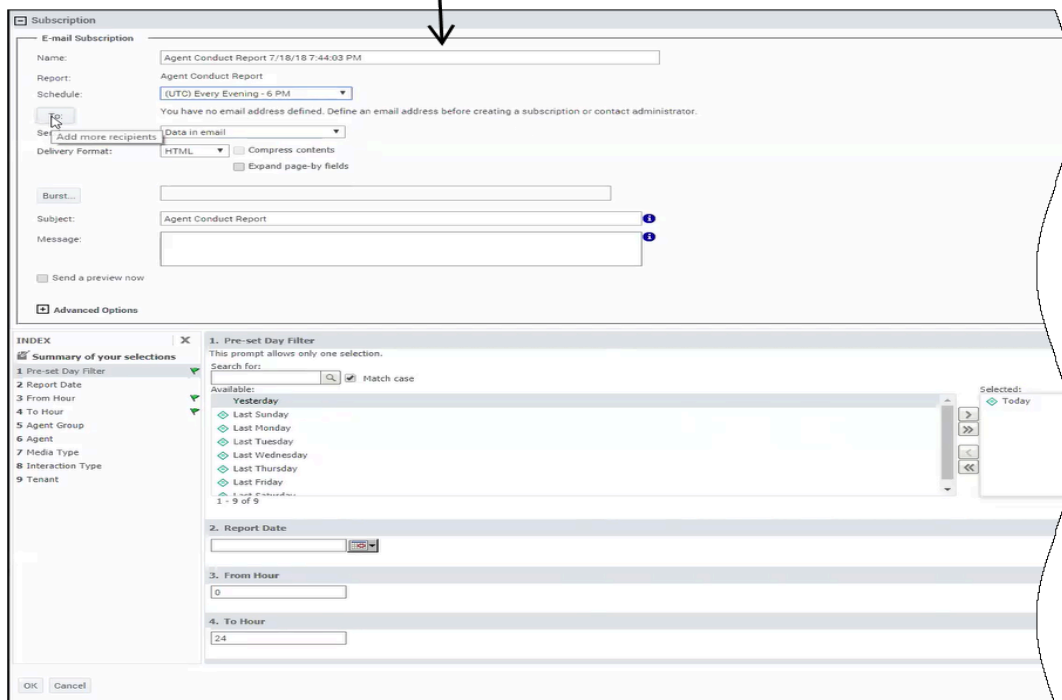 Subscription
E-mail Subscription
Name: Agent Conduct Report 7/18/18 7:44:03 PM
Report: Agent Conduct Report
Schedule: (UTC) Every Evening - 6 PM
To: You have no email address defined. Define an email address before creating a subscription or contact administrator.
Data in email
Add more recipients
Delivery Format: HTML Compress contents
Expand page-by fields
Burst...
Subject: Agent Conduct Report
Message:
Send a preview now
Advanced Options
INDEX
Summary of your selections
1 Pre-set Day Filter
2 Report Date
3 From Hour
4 To Hour
5 Agent Group
6 Agent
7 Media Type
8 Interaction Type
9 Tenant
1. Pre-set Day Filter
This prompt allows only one selection.
Search for:
Match case
Available:
Yesterday
Last Sunday
Last Monday
Last Tuesday
Last Wednesday
Last Thursday
Last Friday
Last Saturday
1 - 9 of 9
Selected:
Today
2. Report Date
3. From Hour
0
4. To Hour
24
OK Cancel